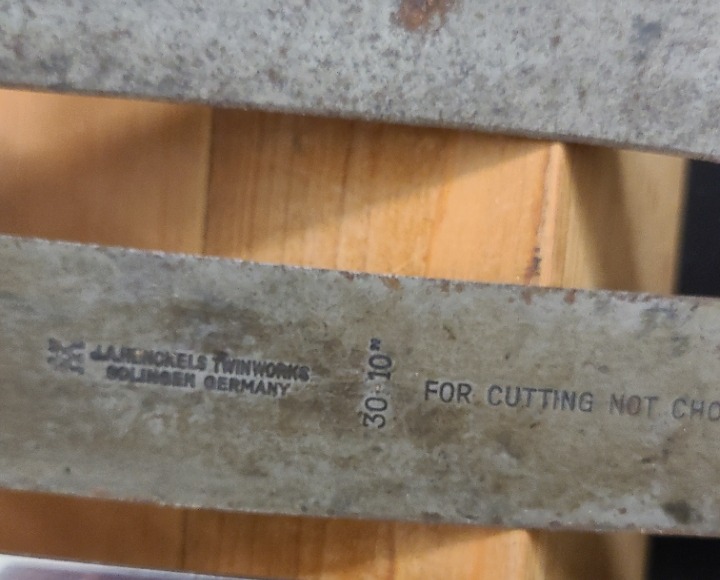 J.A. HENCKELS TWINWORKS
SOLINGEN GERMANY
30-10"
FOR CUTTING NOT CHO